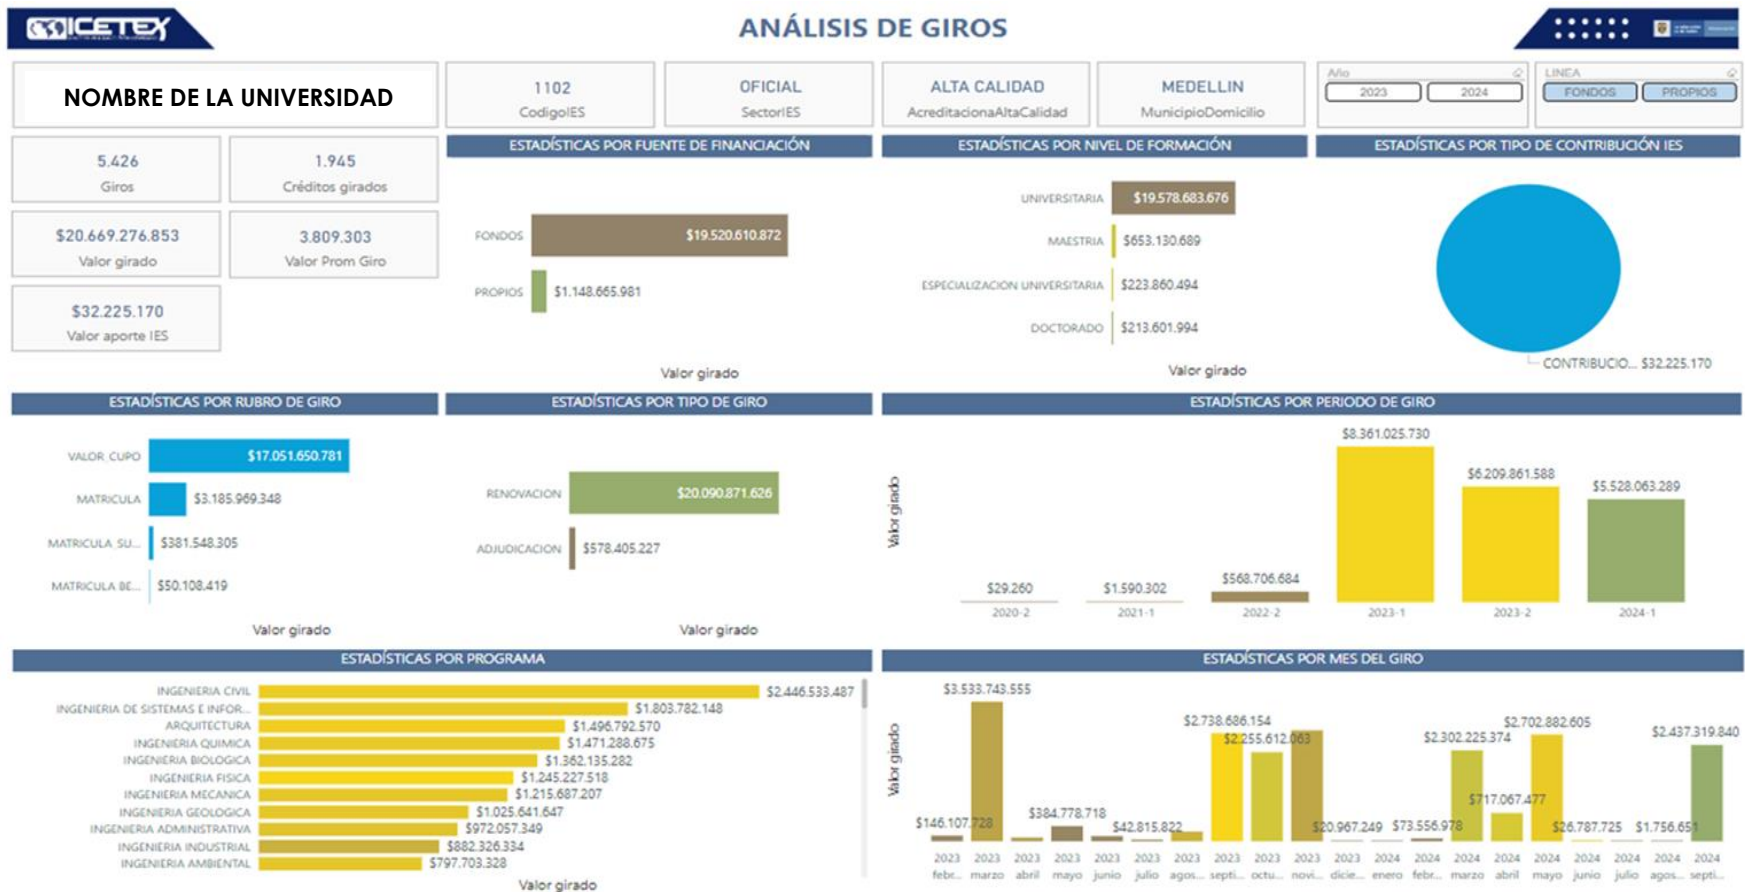 ICETEX
ANÁLISIS DE GIROS
NOMBRE DE LA UNIVERSIDAD
1102
CodigoIES
OFICIAL
SectorIES
ALTA CALIDAD
AcreditacionaAltaCalidad
MEDELLIN
MunicipioDomicilio
Año
2023
2024
LINEA
FONDOS
PROPIOS
5.426
Giros
1.945
Créditos girados
$20.669.276.853
Valor girado
3.809.303
Valor Prom Giro
$32.225.170
Valor aporte IES
ESTADÍSTICAS POR FUENTE DE FINANCIACIÓN
FONDOS $19.520.610.872
PROPIOS $1.148.665.981
Valor girado
ESTADÍSTICAS POR NIVEL DE FORMACIÓN
UNIVERSITARIA $19.578.683.676
MAESTRIA $653.130.689
ESPECIALIZACION UNIVERSITARIA $223.860.494
DOCTORADO $213.601.994
Valor girado
ESTADÍSTICAS POR TIPO DE CONTRIBUCIÓN IES
CONTRIBUCIO... $32.225.170
ESTADÍSTICAS POR RUBRO DE GIRO
VALOR_CUPO $17.051.650.781
MATRICULA $3.185.969.348
MATRICULA SU... $381.548.305
MATRICULA BE... $50.108.419
Valor girado
ESTADÍSTICAS POR TIPO DE GIRO
RENOVACION $20.090.871.626
ADJUDICACION $578.405.227
Valor girado
ESTADÍSTICAS POR PERIODO DE GIRO
Valor girado
$29.260
$1.590.302
$568.706.684
$8.361.025.730
$6.209.861.588
$5.528.063.289
2020-2 2021-1 2022-2 2023-1 2023-2 2024-1
ESTADÍSTICAS POR PROGRAMA
INGENIERIA CIVIL $2.446.533.487
INGENIERIA DE SISTEMAS E INFOR... $1.803.782.148
ARQUITECTURA $1.496.792.570
INGENIERIA QUIMICA $1.471.288.675
INGENIERIA BIOLOGICA $1.362.135.282
INGENIERIA FISICA $1.245.227.518
INGENIERIA MECANICA $1.215.687.207
INGENIERIA GEOLOGICA $1.025.641.647
INGENIERIA ADMINISTRATIVA $972.057.349
INGENIERIA INDUSTRIAL $882.326.334
INGENIERIA AMBIENTAL $797.703.328
Valor girado
ESTADÍSTICAS POR MES DEL GIRO
Valor girado
$146.107.728
$3.533.743.555
$384.778.718
$42.815.822
$2.738.686.154
$2.255.612.063
$20.967.249
$73.556.978
$2.302.225.374
$717.067.477
$2.702.882.605
$26.787.725
$1.756.651
$2.437.319.840
2023 2023 2023 2023 2023 2023 2023 2023 2023 2023 2023 2024 2024 2024 2024 2024 2024 2024 2024 2024
febr... marzo abril mayo junio julio agos... septi... octu... novi... dicie... enero febr... marzo abril mayo junio julio agos... septi...